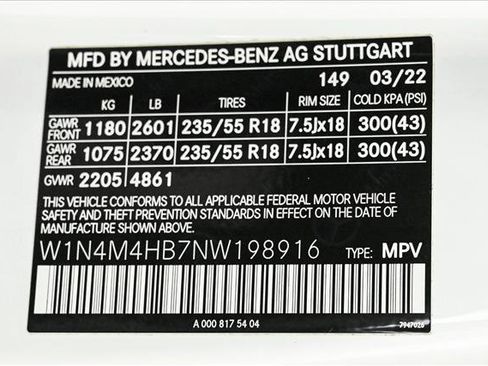 MFD BY MERCEDES-BENZ AG STUTTGART
MADE IN MEXICO 149 03/22
KG LB TIRES RIM SIZE COLD KPA(PSI)
GAWR FRONT 1180 2601 235/55 R18 7.5Jx18 300(43)
GAWR REAR 1075 2370 235/55 R18 7.5Jx18 300(43)
GVWR 2205 4861
THIS VEHICLE CONFORMS TO ALL APPLICABLE FEDERAL MOTOR VEHICLE
SAFETY AND THEFT STANDARDS IN EFFECT ON THE DATE OF
MANUFACTURE SHOWN ABOVE.
W1N4M4HB7NW198916 TYPE: MPV
A 000 817 54 04
7947026